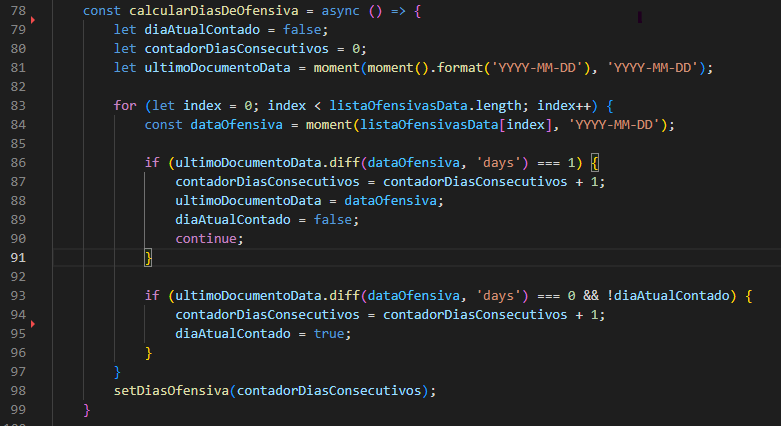 78 const calcularDiasDeOfensiva = async () => {
79 let diaAtualContado = false;
80 let contadorDiasConsecutivos = 0;
81 let ultimoDocumentoData = moment(moment().format('YYYY-MM-DD'), 'YYYY-MM-DD');
82
83 for (let index = 0; index < listaOfensivasData.length; index++) {
84 const dataOfensiva = moment(listaOfensivasData[index], 'YYYY-MM-DD');
85
86 if (ultimoDocumentoData.diff(dataOfensiva, 'days') === 1) {
87 contadorDiasConsecutivos = contadorDiasConsecutivos + 1;
88 ultimoDocumentoData = dataOfensiva;
89 diaAtualContado = false;
90 continue;
91 }
92
93 if (ultimoDocumentoData.diff(dataOfensiva, 'days') === 0 && !diaAtualContado) {
94 contadorDiasConsecutivos = contadorDiasConsecutivos + 1;
95 diaAtualContado = true;
96 }
97 }
98 setDiasOfensiva(contadorDiasConsecutivos);
99 }